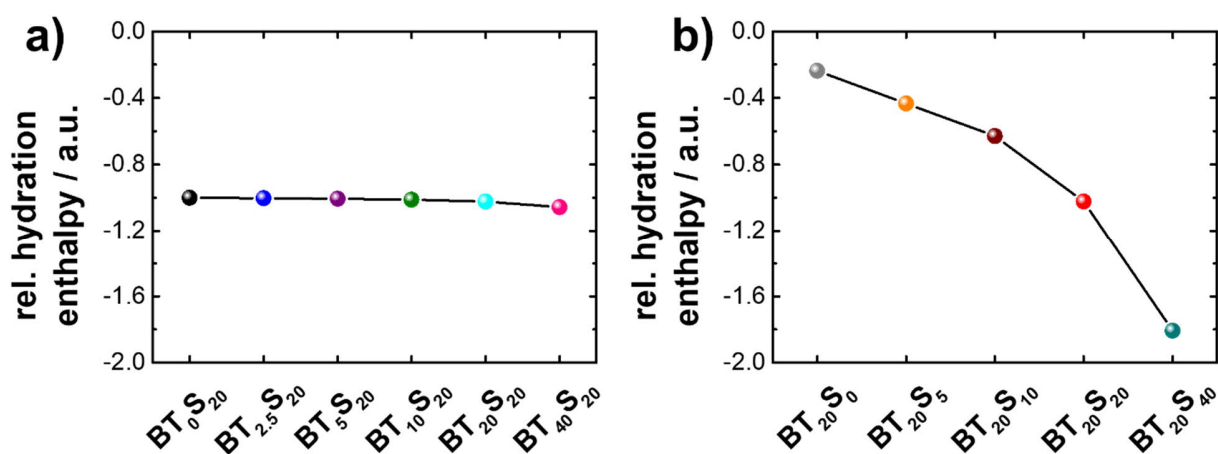 a)
rel. hydration
enthalpy / a.u.
0.0
-0.4
-0.8
-1.2
-1.6
-2.0
BT₀S₂₀
BT₂.₅S₂₀
BT₅S₂₀
BT₁₀S₂₀
BT₂₀S₂₀
BT₄₀S₂₀
b)
rel. hydration
enthalpy / a.u.
0.0
-0.4
-0.8
-1.2
-1.6
-2.0
BT₂₀S₀
BT₂₀S₅
BT₂₀S₁₀
BT₂₀S₂₀
BT₂₀S₄₀